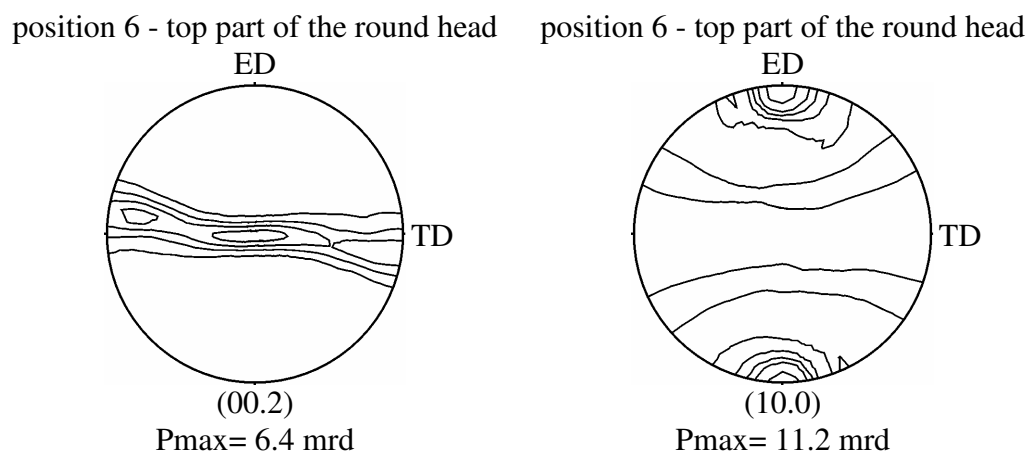 position 6 - top part of the round head
ED
TD
(00.2)
Pmax= 6.4 mrd
position 6 - top part of the round head
ED
TD
(10.0)
Pmax= 11.2 mrd